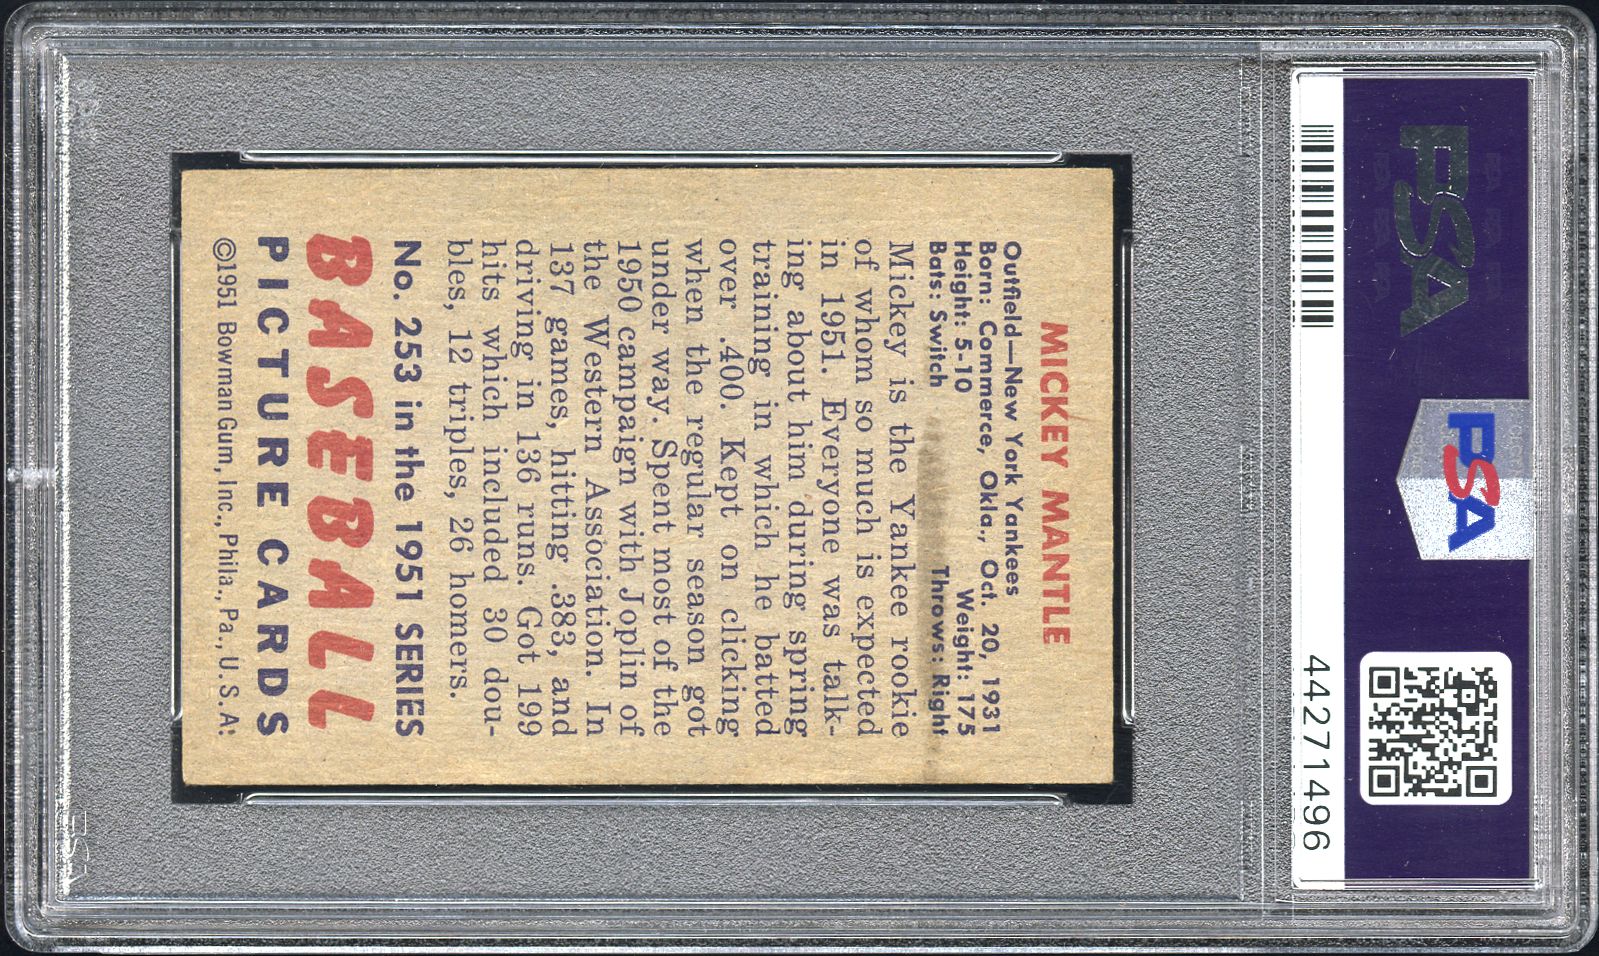 PSA
PSA
44271496
MICKEY MANTLE
Outfield—New York Yankees
Born: Commerce, Okla., Oct. 20, 1931
Height: 5-10 Weight: 175
Bats: Switch Throws: Right
Mickey is the Yankee rookie
of whom so much is expected
in 1951. Everyone was talk-
ing about him during spring
training in which he batted
over .400. Kept on clicking
when the regular season got
under way. Spent most of the
1950 campaign with Joplin of
the Western Association. In
137 games, hitting .383, and
driving in 136 runs. Got 199
hits which included 30 dou-
bles, 12 triples, 26 homers.
No. 253 in the 1951 SERIES
BASEBALL
PICTURE CARDS
©1951 Bowman Gum, Inc., Phila., Pa., U.S.A.